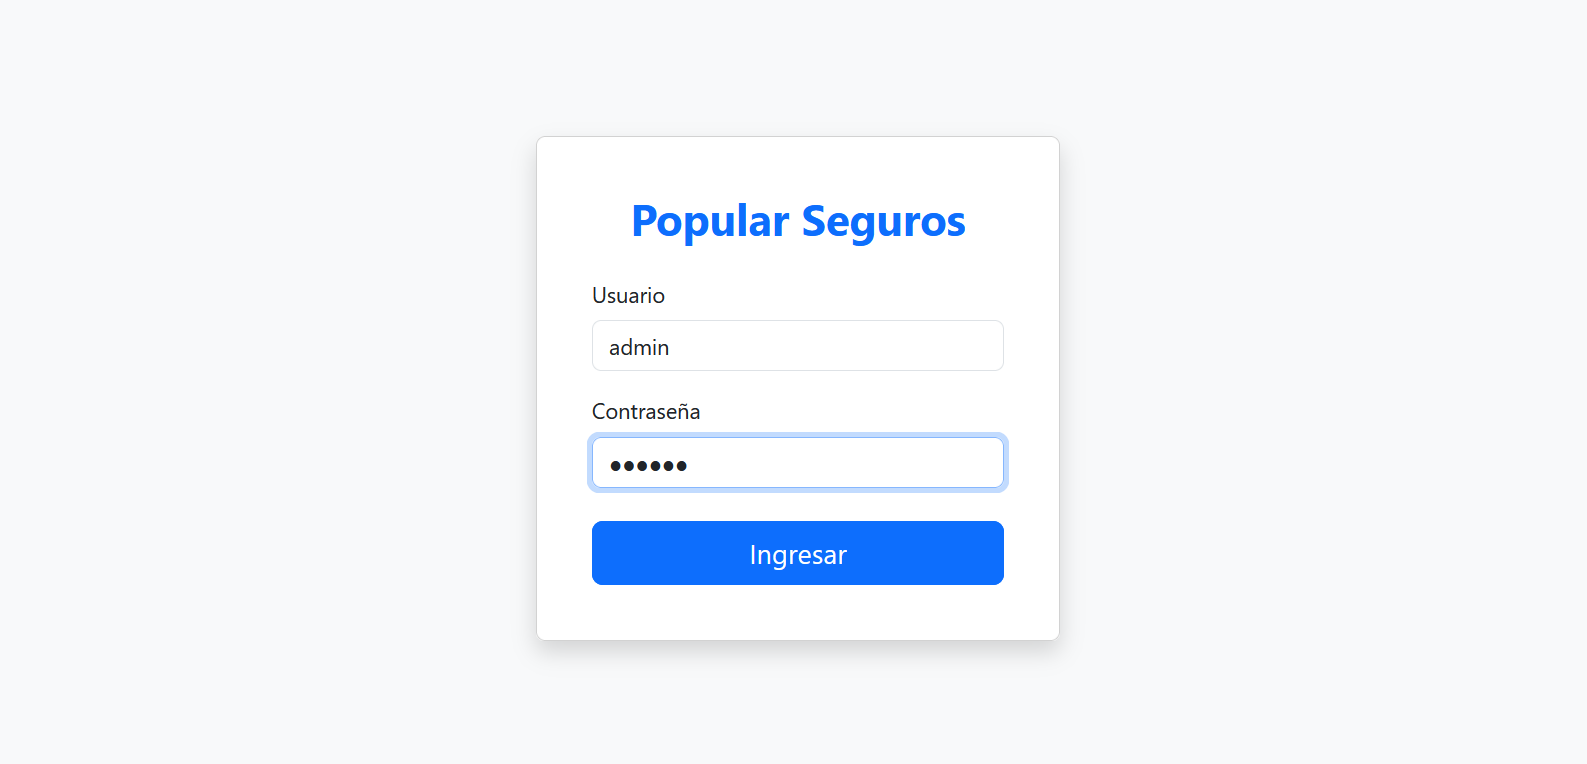 Popular Seguros
Usuario
admin
Contraseña
••••••
Ingresar